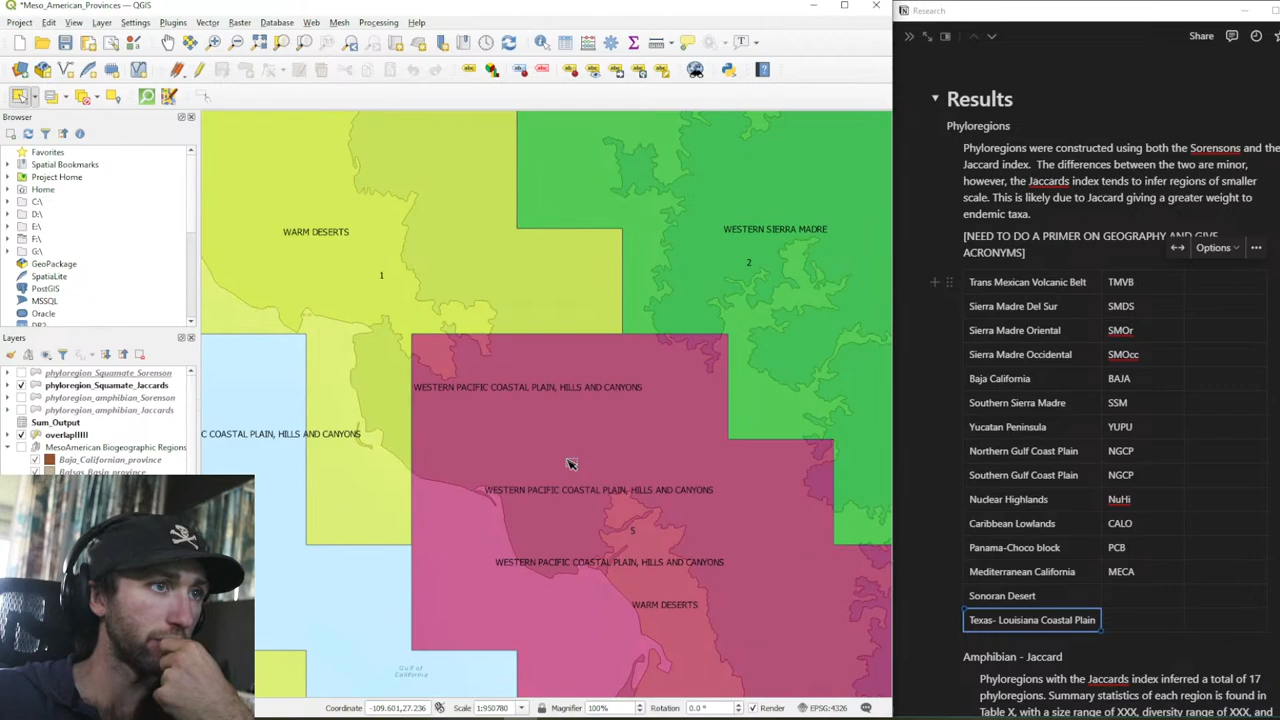 *Meso_American_Provinces — QGIS
Project Edit View Layer Settings Plugins Vector Raster Database Web Mesh Processing Help
Browser
Favorites
Spatial Bookmarks
Project Home
Home
C:\
D:\
E:\
F:\
G:\
GeoPackage
SpatiaLite
PostGIS
MSSQL
Oracle
DB2
Layers
phyloregion_Squamate_Sorenson
phyloregion_Squamate_Jaccards
phyloregion_amphibian_Sorenson
phyloregion_amphibian_Jaccards
Sum_Output
overlapIIIII
MesoAmerican Biogeographic Regions
Baja_Californian_province
Balsas_Basin_province
WARM DESERTS
1
WESTERN SIERRA MADRE
2
WESTERN PACIFIC COASTAL PLAIN, HILLS AND CANYONS
C COASTAL PLAIN, HILLS AND CANYONS
WESTERN PACIFIC COASTAL PLAIN, HILLS AND CANYONS
5
WESTERN PACIFIC COASTAL PLAIN, HILLS AND CANYONS
WARM DESERTS
Gulf of
California
Coordinate -109.601,27.236 Scale 1:950780 Magnifier 100% Rotation 0.0 ° Render EPSG:4326
Research
Share
Results
Phyloregions
Phyloregions were constructed using both the Sorensons and the
Jaccard index. The differences between the two are minor,
however, the Jaccards index tends to infer regions of smaller
scale. This is likely due to Jaccard giving a greater weight to
endemic taxa.
[NEED TO DO A PRIMER ON GEOGRAPHY AND GIVE
ACRONYMS]
Options
Trans Mexican Volcanic Belt TMVB
Sierra Madre Del Sur SMDS
Sierra Madre Oriental SMOr
Sierra Madre Occidental SMOcc
Baja California BAJA
Southern Sierra Madre SSM
Yucatan Peninsula YUPU
Northern Gulf Coast Plain NGCP
Southern Gulf Coast Plain NGCP
Nuclear Highlands NuHi
Caribbean Lowlands CALO
Panama-Choco block PCB
Mediterranean California MECA
Sonoran Desert
Texas- Louisiana Coastal Plain
Amphibian - Jaccard
Phyloregions with the Jaccards index inferred a total of 17
phyloregions. Summary statistics of each region is found in
Table X, with a size range of XXX, diversity range of XXX, and